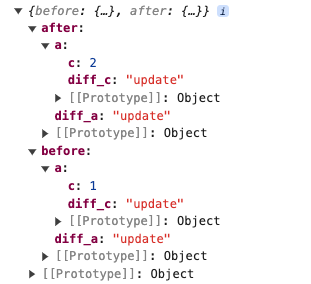 ▼ {before: {…}, after: {…}} i
▼ after:
▼ a:
c: 2
diff_c: "update"
▶ [[Prototype]]: Object
diff_a: "update"
▶ [[Prototype]]: Object
▼ before:
▼ a:
c: 1
diff_c: "update"
▶ [[Prototype]]: Object
diff_a: "update"
▶ [[Prototype]]: Object
▶ [[Prototype]]: Object